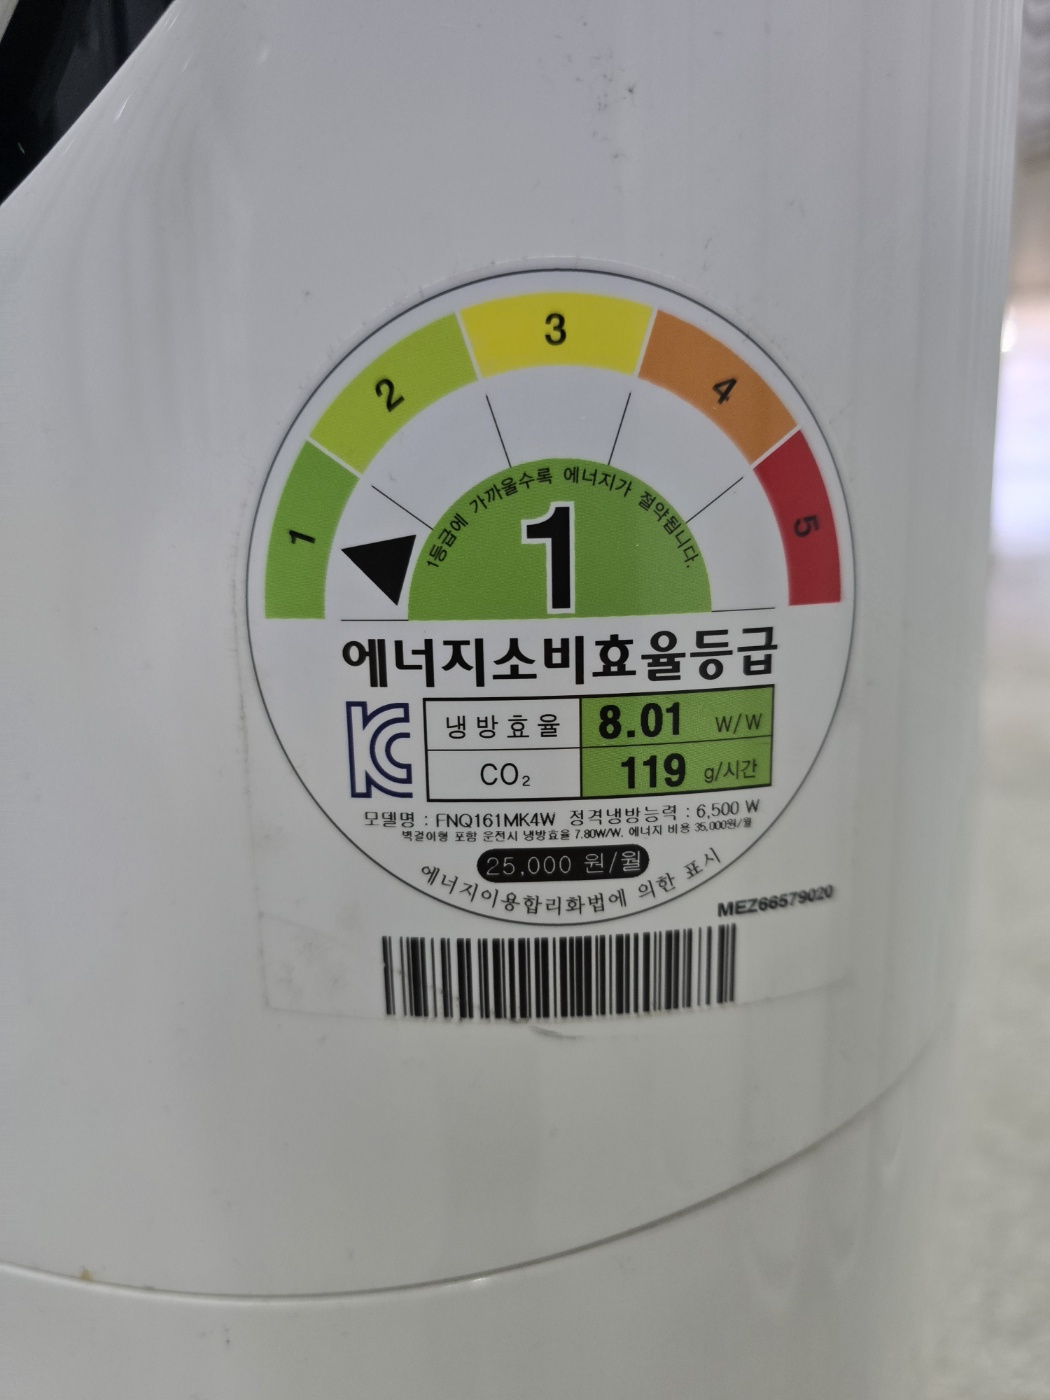 1
2
3
4
5
1등급에 가까울수록 에너지가 절약됩니다.
1
에너지소비효율등급
KC
냉방효율 8.01 W/W
CO₂ 119 g/시간
모델명 : FNQ161MK4W 정격냉방능력 : 6,500 W
벽걸이형 포함 운전시 냉방효율 7.80W/W. 에너지 비용 35,000원/월
25,000 원/월
에너지이용합리화법에 의한 표시
MEZ66579020